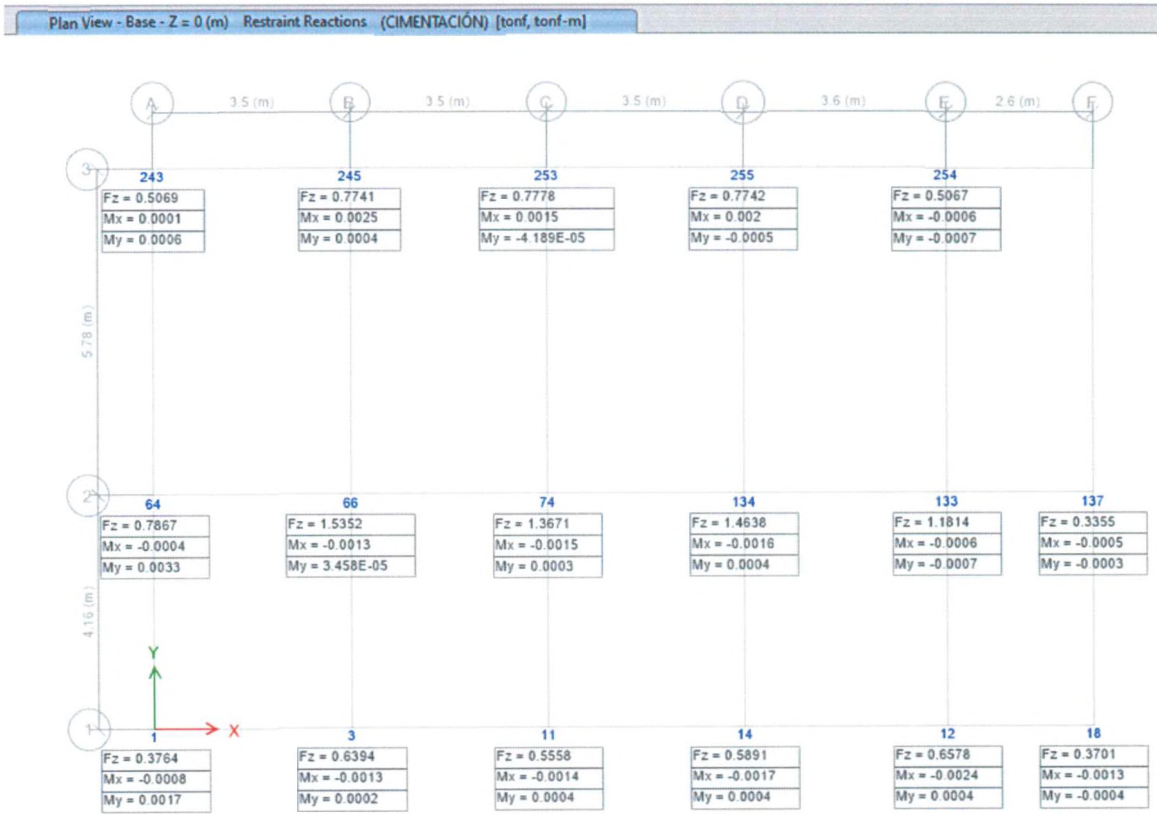 Plan View - Base - Z = 0 (m) Restraint Reactions (CIMENTACIÓN) [tonf, tonf-m]
A 3.5 (m) B 3.5 (m) C 3.5 (m) D 3.6 (m) E 2.6 (m) F
3
243 245 253 255 254
Fz = 0.5069 Fz = 0.7741 Fz = 0.7778 Fz = 0.7742 Fz = 0.5067
Mx = 0.0001 Mx = 0.0025 Mx = 0.0015 Mx = 0.002 Mx = -0.0006
My = 0.0006 My = 0.0004 My = -4.189E-05 My = -0.0005 My = -0.0007
5.78 (m)
2
64 66 74 134 133 137
Fz = 0.7867 Fz = 1.5352 Fz = 1.3671 Fz = 1.4638 Fz = 1.1814 Fz = 0.3355
Mx = -0.0004 Mx = -0.0013 Mx = -0.0015 Mx = -0.0016 Mx = -0.0006 Mx = -0.0005
My = 0.0033 My = 3.458E-05 My = 0.0003 My = 0.0004 My = -0.0007 My = -0.0003
4.16 (m)
Y
1 X
1 3 11 14 12 18
Fz = 0.3764 Fz = 0.6394 Fz = 0.5558 Fz = 0.5891 Fz = 0.6578 Fz = 0.3701
Mx = -0.0008 Mx = -0.0013 Mx = -0.0014 Mx = -0.0017 Mx = -0.0024 Mx = -0.0013
My = 0.0017 My = 0.0002 My = 0.0004 My = 0.0004 My = 0.0004 My = -0.0004